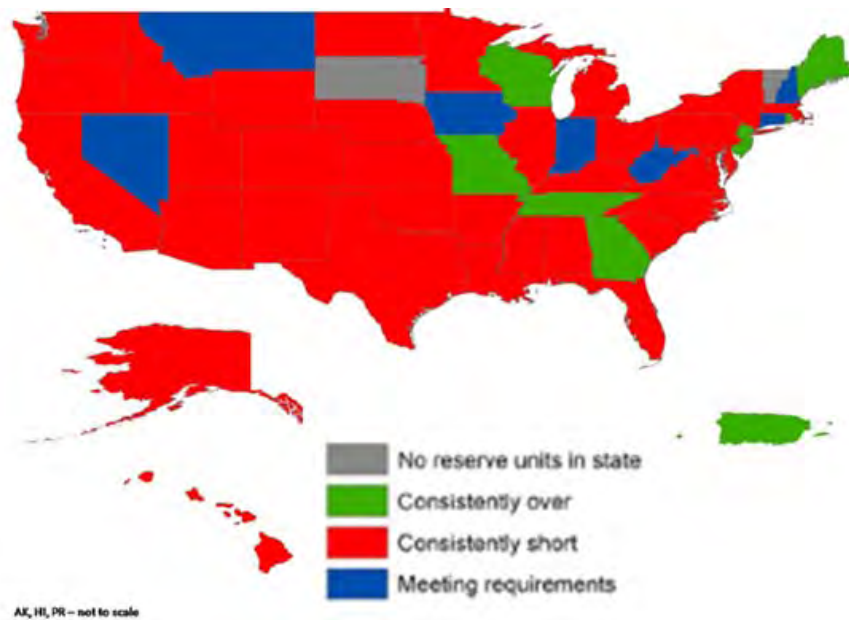 No reserve units in state
Consistently over
Consistently short
Meeting requirements
AK, HI, PR – not to scale